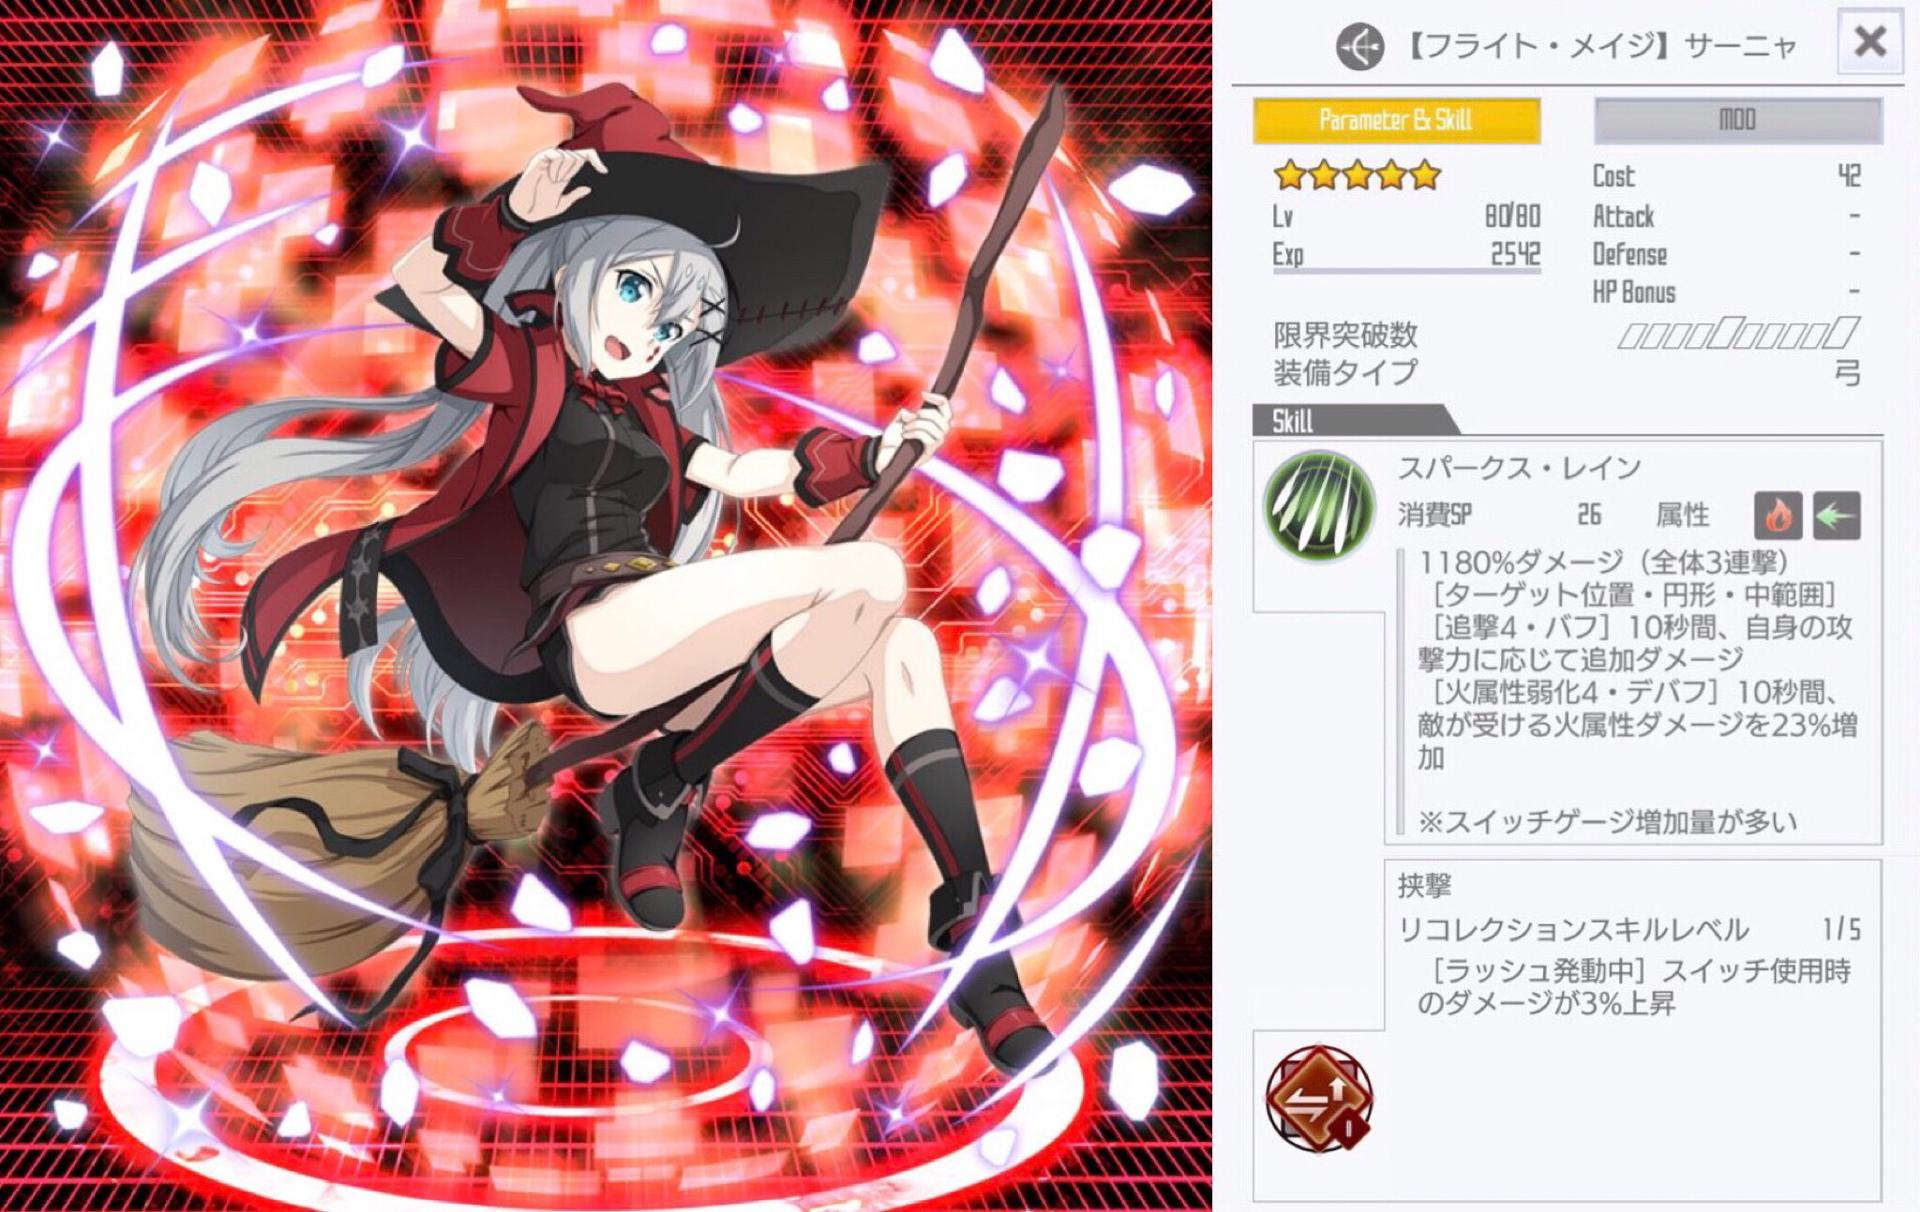 【フライト・メイジ】サーニャ
Parameter & Skill
MOD
Cost 42
Lv 80/80
Attack -
Exp 2542
Defense -
HP Bonus -
限界突破数
装備タイプ 弓
Skill
スパークス・レイン
消費SP 26 属性
1180%ダメージ（全体3連撃）
［ターゲット位置・円形・中範囲］
［追撃4・バフ］10秒間、自身の攻
撃力に応じて追加ダメージ
［火属性弱化4・デバフ］10秒間、
敵が受ける火属性ダメージを23%増
加
※スイッチゲージ増加量が多い
挟撃
リコレクションスキルレベル 1/5
［ラッシュ発動中］スイッチ使用時
のダメージが3%上昇
I